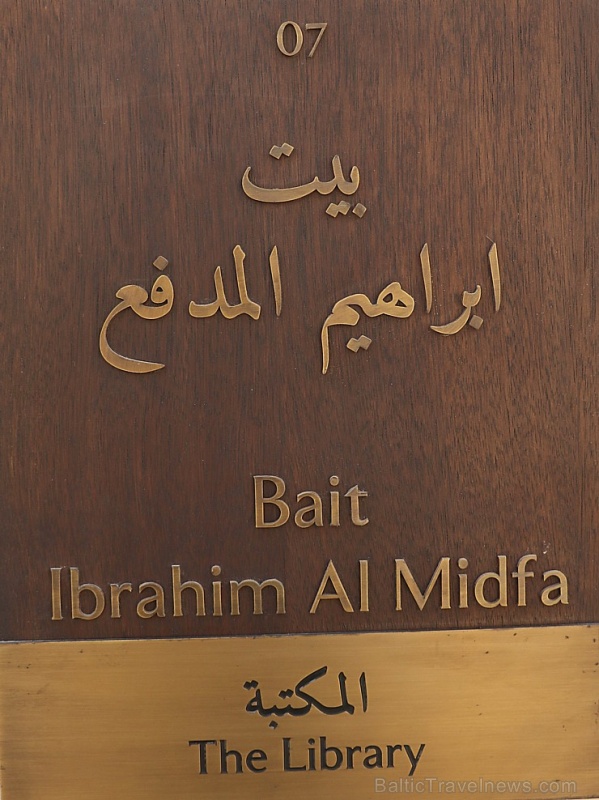 07
بيت
ابراهيم المدفع
Bait
Ibrahim Al Midfa
المكتبة
The Library
BalticTravelnews.com